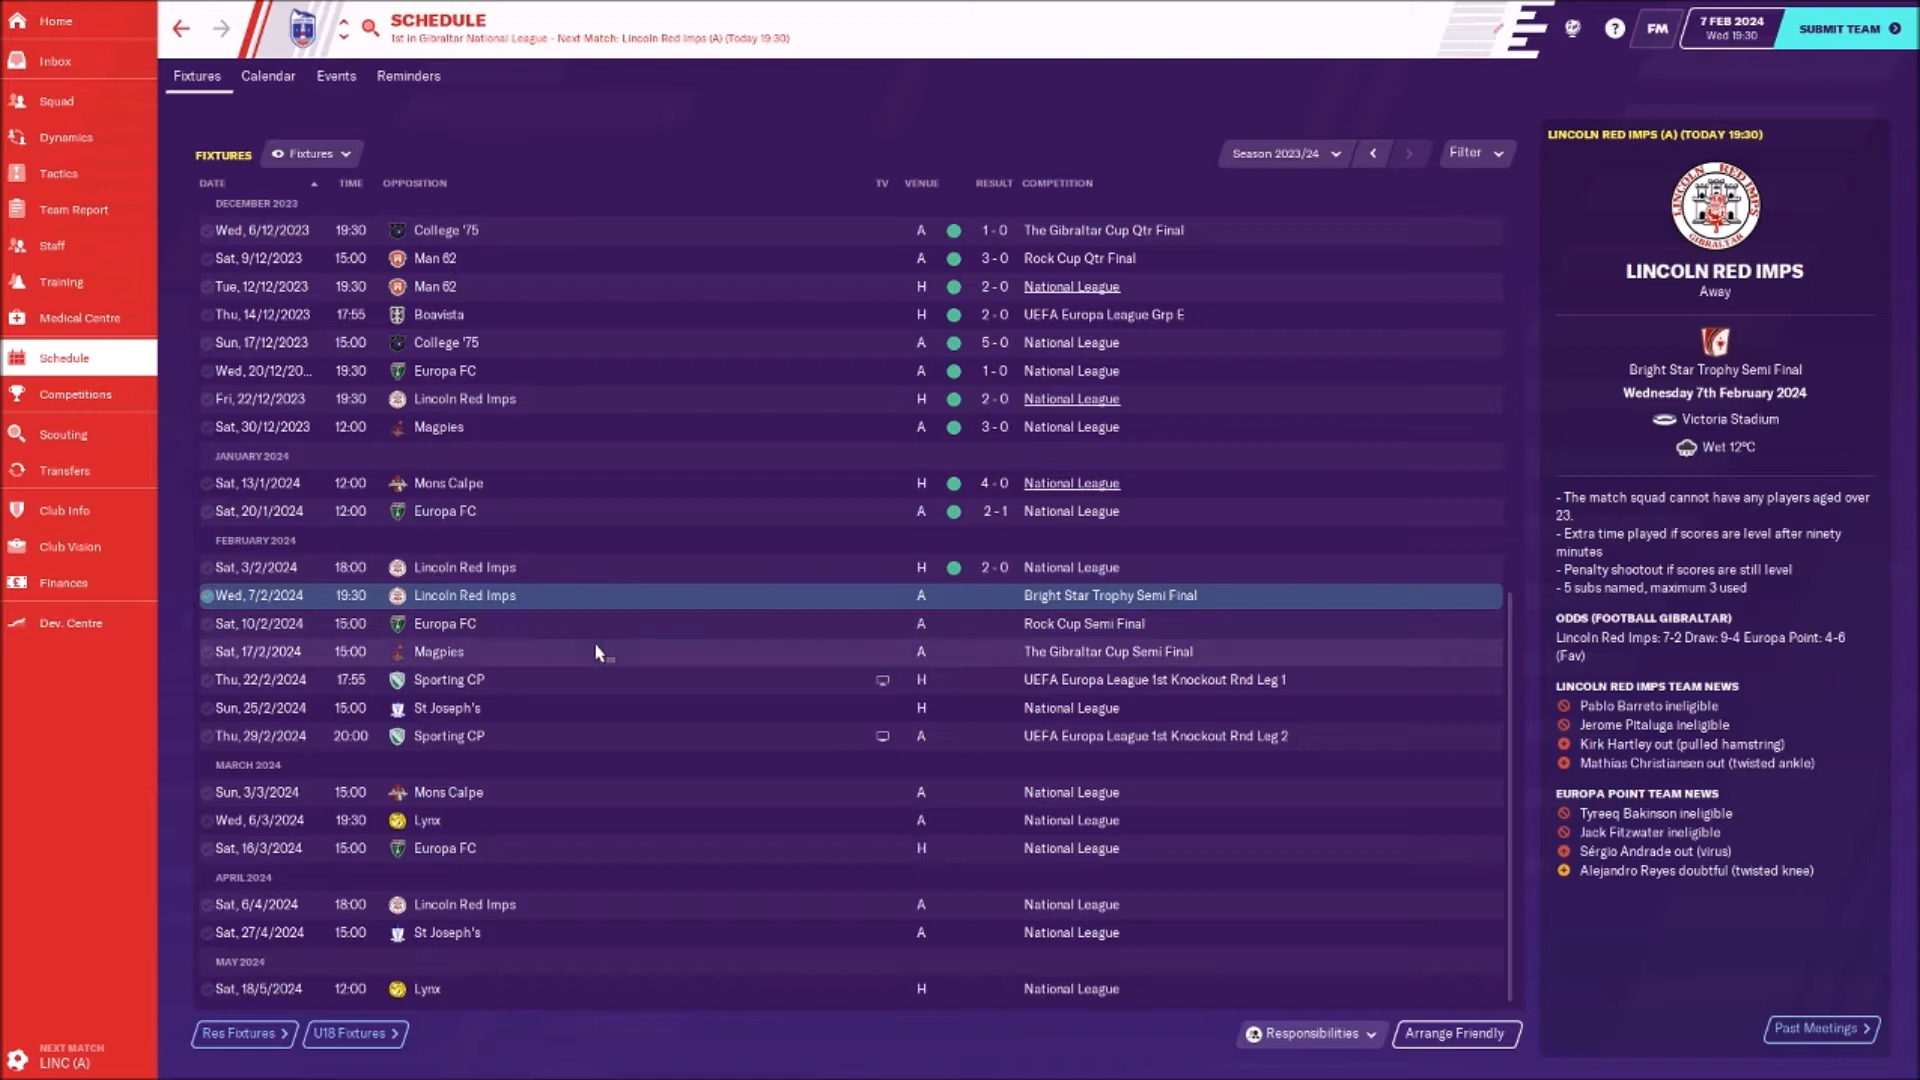 Home
Inbox
Squad
Dynamics
Tactics
Team Report
Staff
Training
Medical Centre
Schedule
Competitions
Scouting
Transfers
Club Info
Club Vision
Finances
Dev. Centre
NEXT MATCH
LINC (A)
SCHEDULE
1st in Gibraltar National League - Next Match: Lincoln Red Imps (A) (Today 19:30)
FM
7 FEB 2024
Wed 19:30
SUBMIT TEAM
Fixtures Calendar Events Reminders
FIXTURES Fixtures Season 2023/24 Filter
DATE TIME OPPOSITION TV VENUE RESULT COMPETITION
DECEMBER 2023
Wed, 6/12/2023 19:30 College '75 A 1 - 0 The Gibraltar Cup Qtr Final
Sat, 9/12/2023 15:00 Man 62 A 3 - 0 Rock Cup Qtr Final
Tue, 12/12/2023 19:30 Man 62 H 2 - 0 National League
Thu, 14/12/2023 17:55 Boavista H 2 - 0 UEFA Europa League Grp E
Sun, 17/12/2023 15:00 College '75 A 5 - 0 National League
Wed, 20/12/20... 19:30 Europa FC A 1 - 0 National League
Fri, 22/12/2023 19:30 Lincoln Red Imps H 2 - 0 National League
Sat, 30/12/2023 12:00 Magpies A 3 - 0 National League
JANUARY 2024
Sat, 13/1/2024 12:00 Mons Calpe H 4 - 0 National League
Sat, 20/1/2024 12:00 Europa FC A 2 - 1 National League
FEBRUARY 2024
Sat, 3/2/2024 18:00 Lincoln Red Imps H 2 - 0 National League
Wed, 7/2/2024 19:30 Lincoln Red Imps A Bright Star Trophy Semi Final
Sat, 10/2/2024 15:00 Europa FC A Rock Cup Semi Final
Sat, 17/2/2024 15:00 Magpies A The Gibraltar Cup Semi Final
Thu, 22/2/2024 17:55 Sporting CP H UEFA Europa League 1st Knockout Rnd Leg 1
Sun, 25/2/2024 15:00 St Joseph's H National League
Thu, 29/2/2024 20:00 Sporting CP A UEFA Europa League 1st Knockout Rnd Leg 2
MARCH 2024
Sun, 3/3/2024 15:00 Mons Calpe A National League
Wed, 6/3/2024 19:30 Lynx A National League
Sat, 16/3/2024 15:00 Europa FC H National League
APRIL 2024
Sat, 6/4/2024 18:00 Lincoln Red Imps A National League
Sat, 27/4/2024 15:00 St Joseph's A National League
MAY 2024
Sat, 18/5/2024 12:00 Lynx H National League
Res Fixtures U18 Fixtures Responsibilities Arrange Friendly
LINCOLN RED IMPS (A) (TODAY 19:30)
LINCOLN RED IMPS
GIBRALTAR
LINCOLN RED IMPS
Away
Bright Star Trophy Semi Final
Wednesday 7th February 2024
Victoria Stadium
Wet 12°C
- The match squad cannot have any players aged over
23.
- Extra time played if scores are level after ninety
minutes
- Penalty shootout if scores are still level
- 5 subs named, maximum 3 used
ODDS (FOOTBALL GIBRALTAR)
Lincoln Red Imps: 7-2 Draw: 9-4 Europa Point: 4-6
(Fav)
LINCOLN RED IMPS TEAM NEWS
Pablo Barreto ineligible
Jerome Pitaluga ineligible
Kirk Hartley out (pulled hamstring)
Mathias Christiansen out (twisted ankle)
EUROPA POINT TEAM NEWS
Tyreeq Bakinson ineligible
Jack Fitzwater ineligible
Sérgio Andrade out (virus)
Alejandro Reyes doubtful (twisted knee)
Past Meetings